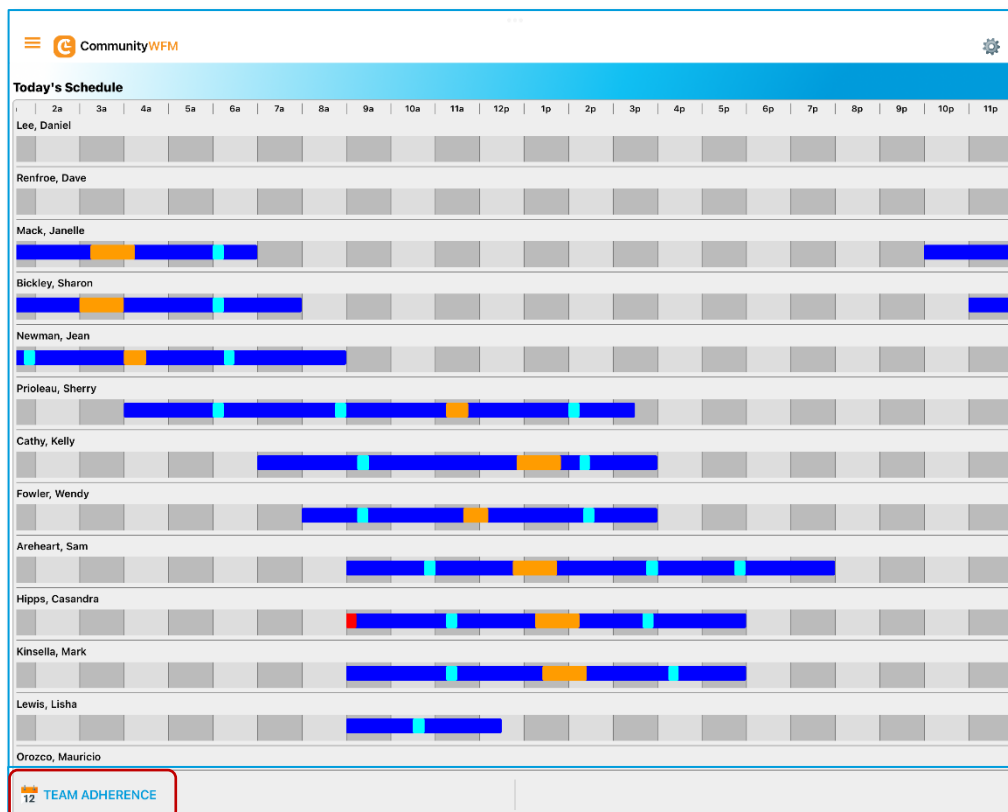 CommunityWFM
Today's Schedule
2a 3a 4a 5a 6a 7a 8a 9a 10a 11a 12p 1p 2p 3p 4p 5p 6p 7p 8p 9p 10p 11p
Lee, Daniel
Renfroe, Dave
Mack, Janelle
Bickley, Sharon
Newman, Jean
Prioleau, Sherry
Cathy, Kelly
Fowler, Wendy
Areheart, Sam
Hipps, Casandra
Kinsella, Mark
Lewis, Lisha
Orozco, Mauricio
12 TEAM ADHERENCE